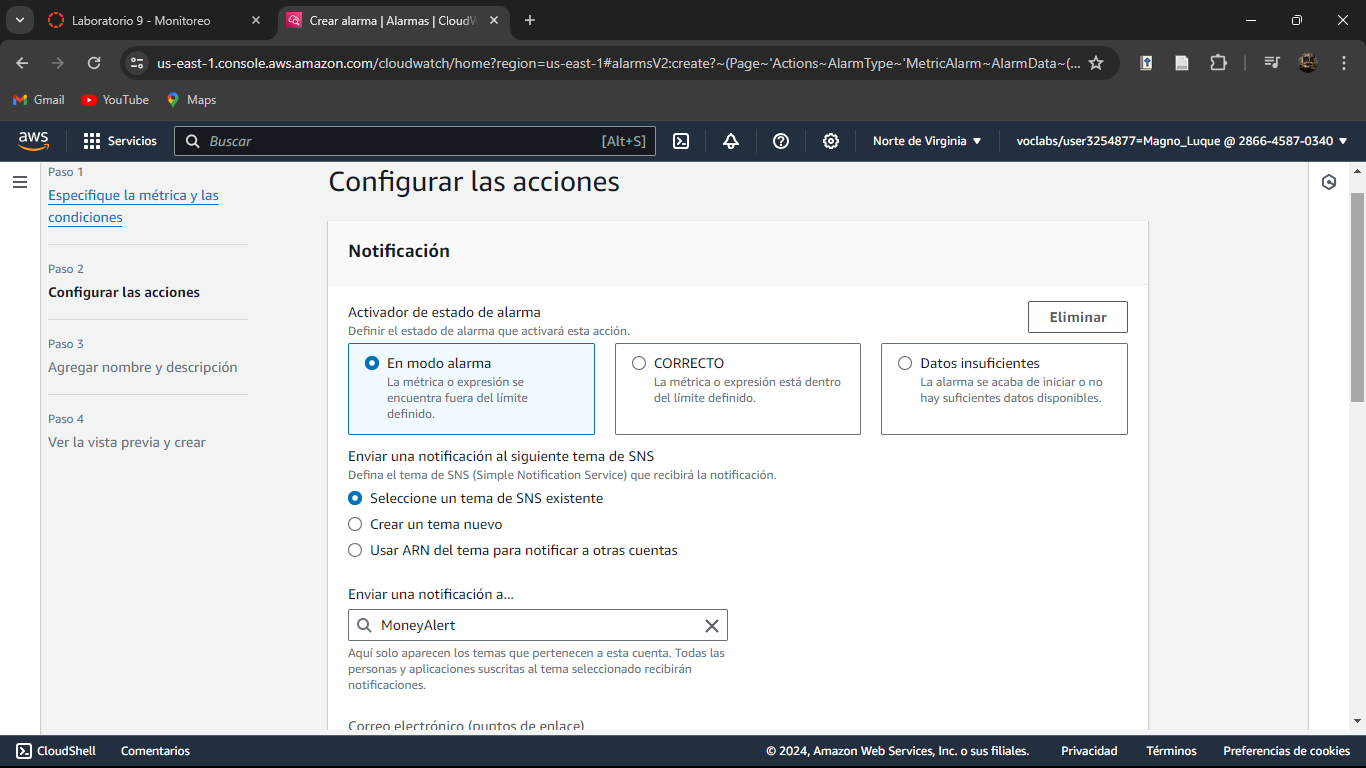 Laboratorio 9 - Monitoreo
Crear alarma | Alarmas | CloudW
us-east-1.console.aws.amazon.com/cloudwatch/home?region=us-east-1#alarmsV2:create?~(Page~'Actions~AlarmType~'MetricAlarm~AlarmData~(...
Gmail
YouTube
Maps
aws
Servicios
Buscar
[Alt+S]
Norte de Virginia
voclabs/user3254877=Magno_Luque @ 2866-4587-0340
Paso 1
Especifique la métrica y las
condiciones
Paso 2
Configurar las acciones
Paso 3
Agregar nombre y descripción
Paso 4
Ver la vista previa y crear
Configurar las acciones
Notificación
Activador de estado de alarma
Definir el estado de alarma que activará esta acción.
Eliminar
En modo alarma
La métrica o expresión se
encuentra fuera del límite
definido.
CORRECTO
La métrica o expresión está dentro
del límite definido.
Datos insuficientes
La alarma se acaba de iniciar o no
hay suficientes datos disponibles.
Enviar una notificación al siguiente tema de SNS
Defina el tema de SNS (Simple Notification Service) que recibirá la notificación.
Seleccione un tema de SNS existente
Crear un tema nuevo
Usar ARN del tema para notificar a otras cuentas
Enviar una notificación a...
MoneyAlert
Aquí solo aparecen los temas que pertenecen a esta cuenta. Todas las
personas y aplicaciones suscritas al tema seleccionado recibirán
notificaciones.
Correo electrónico (puntos de enlace)
CloudShell
Comentarios
© 2024, Amazon Web Services, Inc. o sus filiales.
Privacidad
Términos
Preferencias de cookies